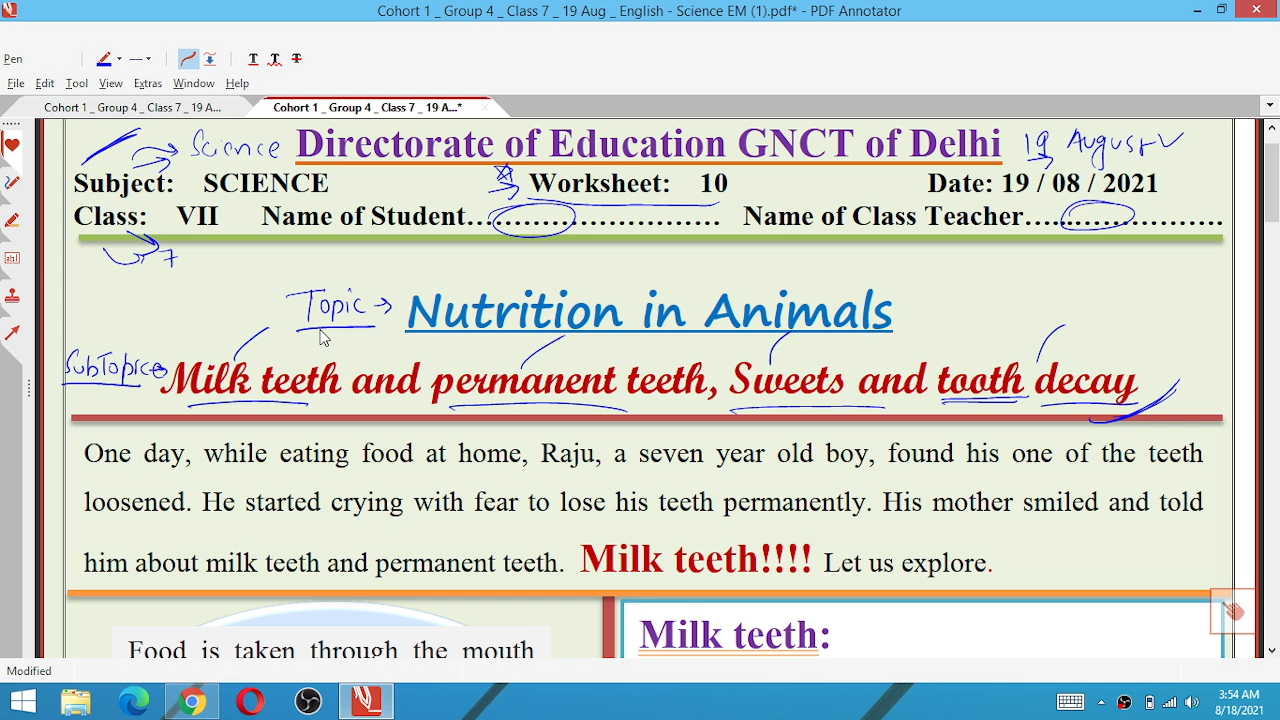 Cohort 1 _ Group 4 _ Class 7 _ 19 Aug _ English - Science EM (1).pdf* - PDF Annotator
Pen
T T T
File Edit Tool View Extras Window Help
Cohort 1 _ Group 4 _ Class 7 _ 19 A... Cohort 1 _ Group 4 _ Class 7 _ 19 A...*
Science Directorate of Education GNCT of Delhi 19 August
Subject: SCIENCE Worksheet: 10 Date: 19 / 08 / 2021
Class: VII Name of Student………………………… Name of Class Teacher…………………….
7
Topic → Nutrition in Animals
SubTopic Milk teeth and permanent teeth, Sweets and tooth decay
One day, while eating food at home, Raju, a seven year old boy, found his one of the teeth
loosened. He started crying with fear to lose his teeth permanently. His mother smiled and told
him about milk teeth and permanent teeth. Milk teeth!!!! Let us explore.
Food is taken through the mouth
Milk teeth:
Modified
3:54 AM
8/18/2021